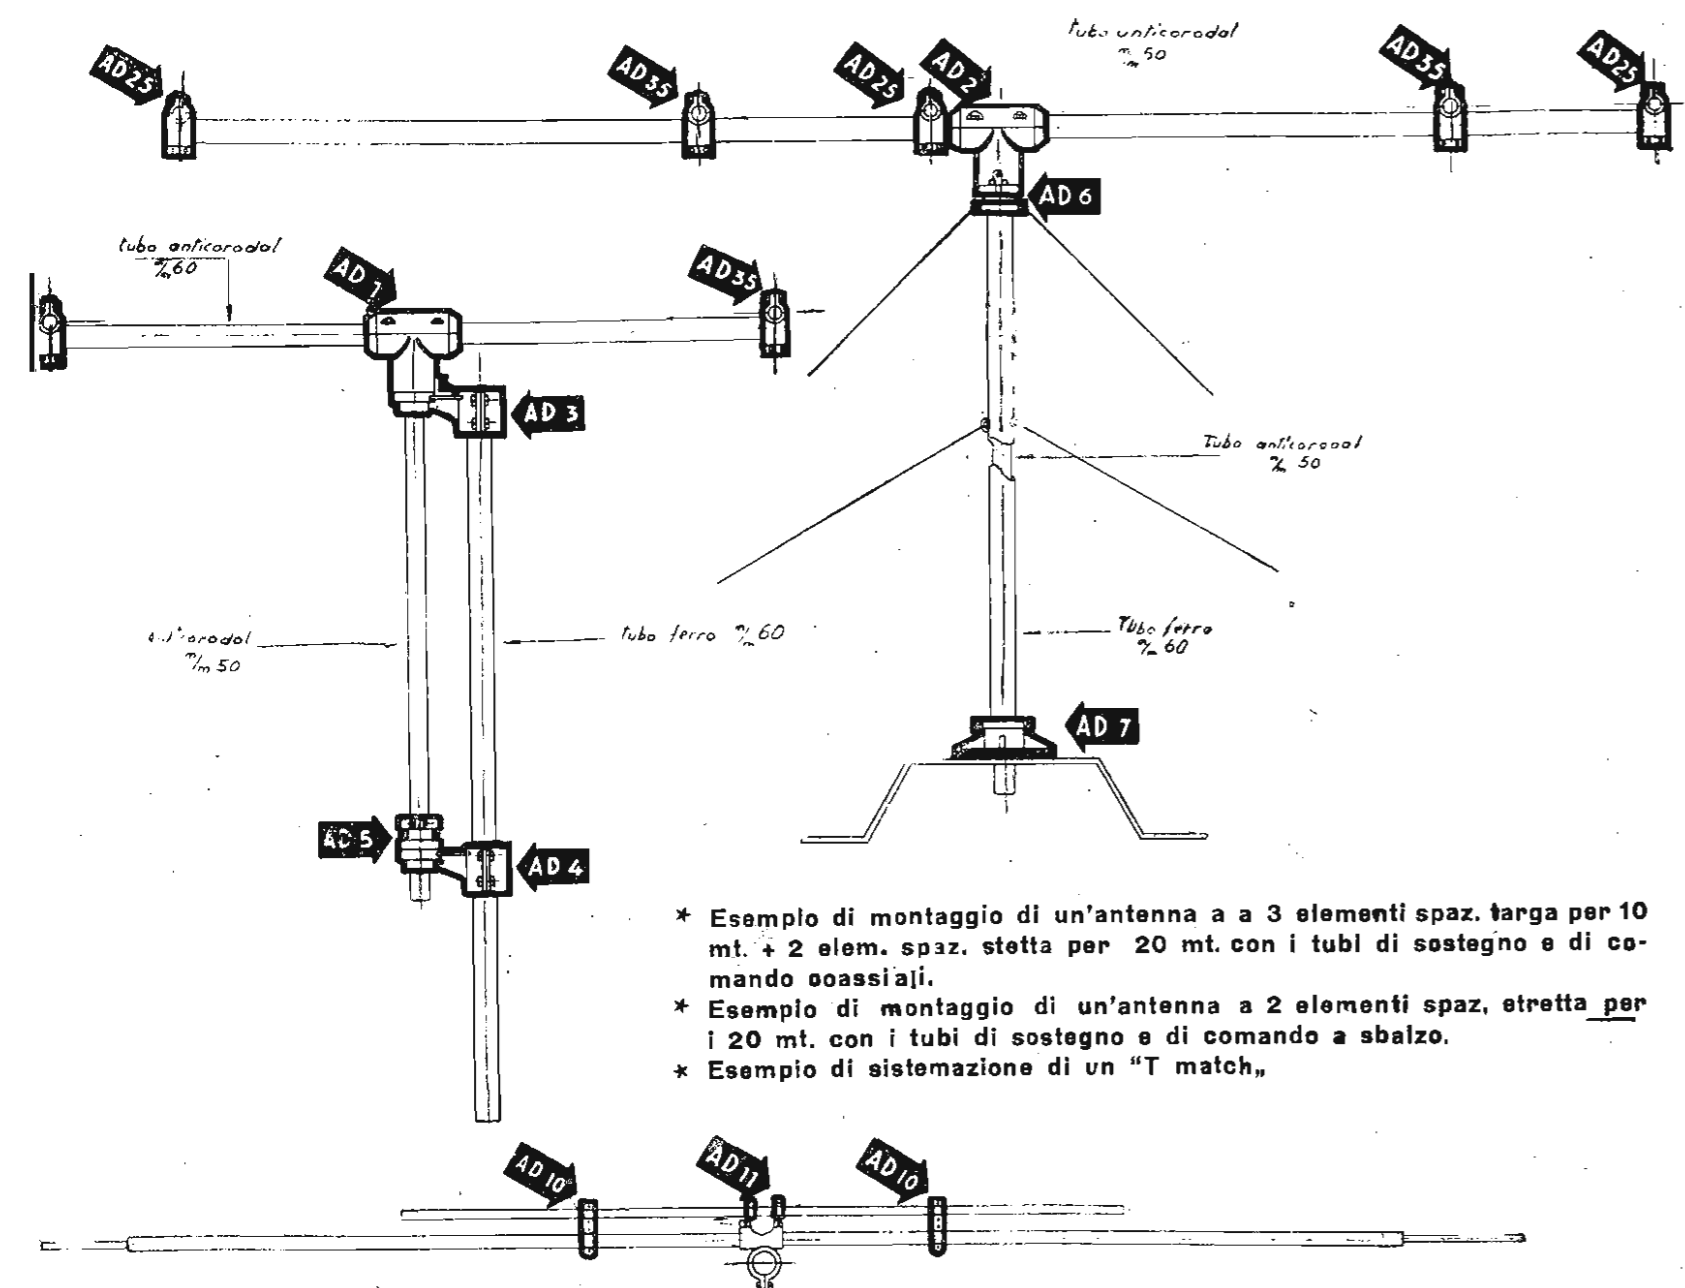 tubo anticorodal
m/m 50
AD25
AD35
AD25
AD2
AD35
AD25
AD 6
tubo anticorodal
m/m 60
AD 1
AD35
AD 3
Tubo anticorodal
m/m 50
anticorodal
m/m 50
tubo ferro m/m 60
Tubo ferro
m/m 60
AD 7
AD 5
AD 4
* Esempio di montaggio di un'antenna a a 3 elementi spaz. larga per 10
mt. + 2 elem. spaz. stetta per 20 mt. con i tubi di sostegno e di co-
mando coassiali.
* Esempio di montaggio di un'antenna a 2 elementi spaz, etretta per
i 20 mt. con i tubi di sostegno e di comando a sbalzo.
* Esempio di sistemazione di un “T match„
AD10
AD11
AD10